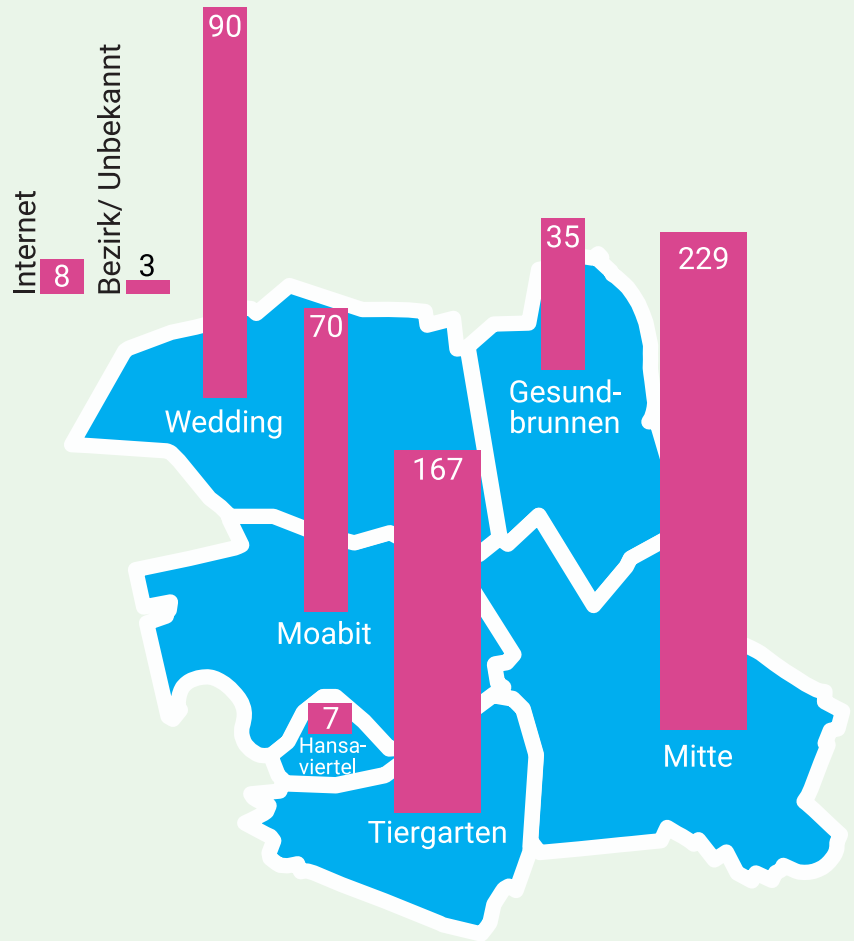 Internet
8
Bezirk/ Unbekannt
3
90
Wedding
70
Moabit
35
Gesund-
brunnen
229
Mitte
167
Tiergarten
7
Hansa-
viertel